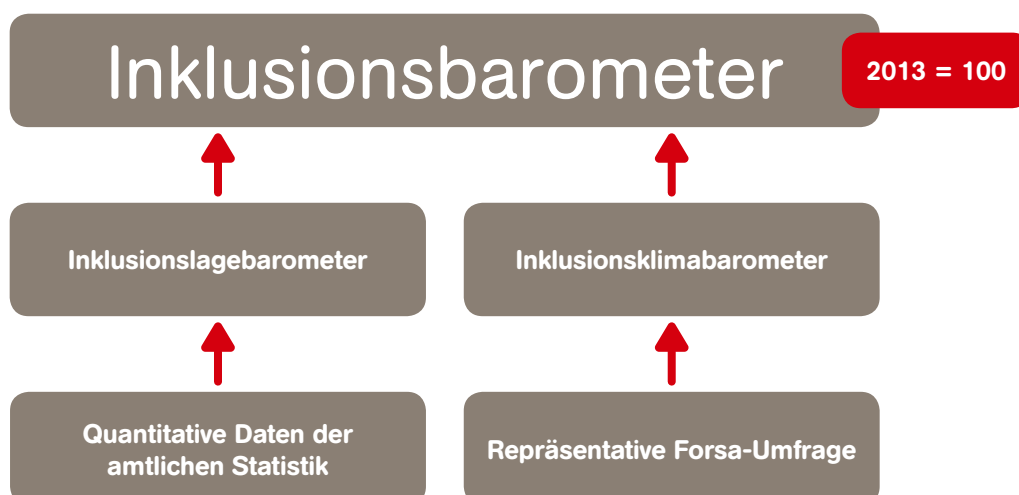 Inklusionsbarometer
2013 = 100
Inklusionslagebarometer
Inklusionsklimabarometer
Quantitative Daten der
amtlichen Statistik
Repräsentative Forsa-Umfrage